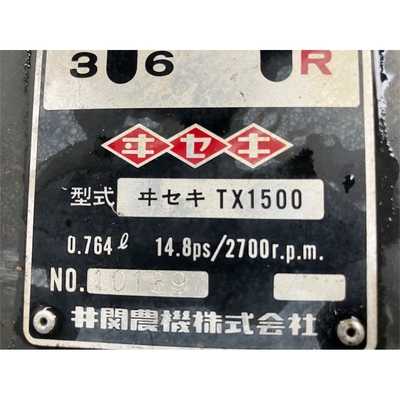 3 6 R
ヰセキ
型式 ヰセキ TX1500
0.764ℓ 14.8ps/2700r.p.m.
NO. 10139
井関農機株式会社